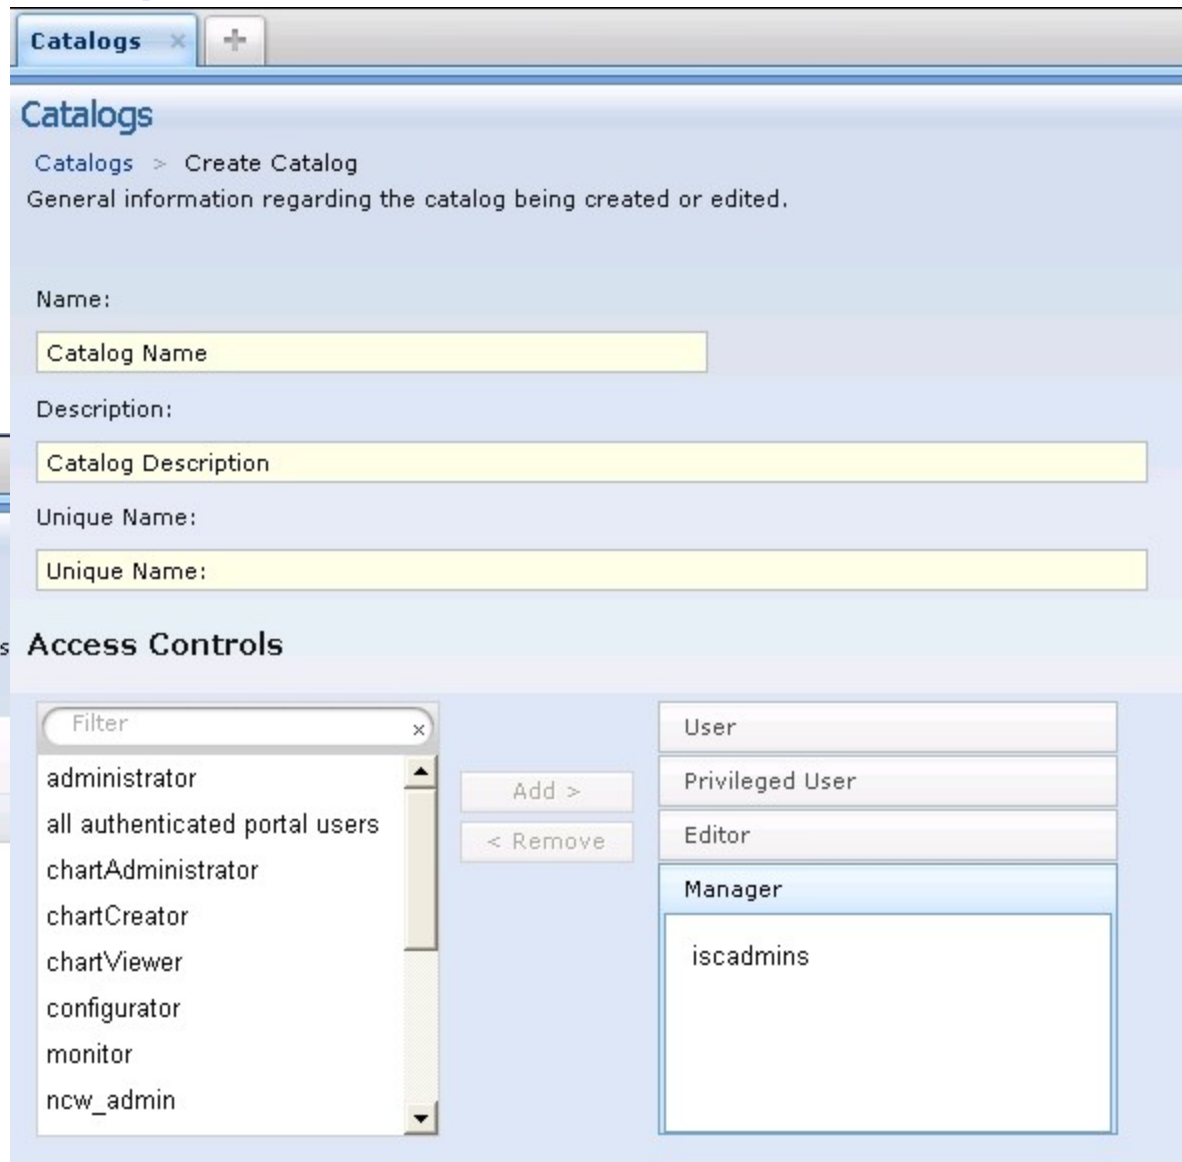 Catalogs × +
Catalogs
Catalogs > Create Catalog
General information regarding the catalog being created or edited.
Name:
Catalog Name
Description:
Catalog Description
Unique Name:
Unique Name:
s
Access Controls
Filter ×
administrator
all authenticated portal users
chartAdministrator
chartCreator
chartViewer
configurator
monitor
ncw_admin
Add >
< Remove
User
Privileged User
Editor
Manager
iscadmins